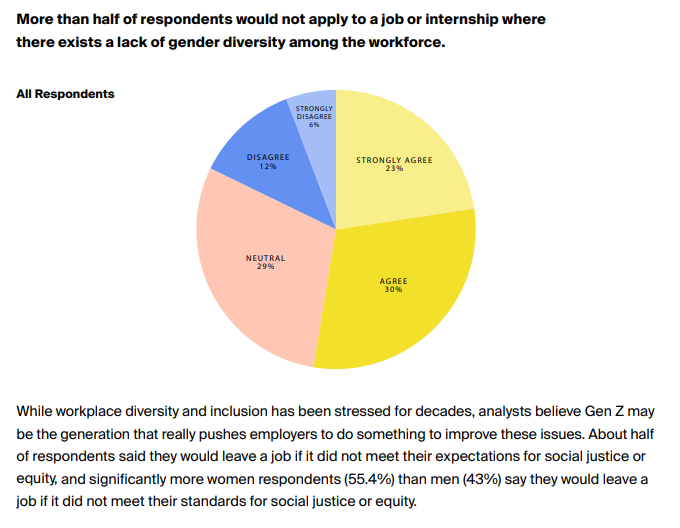 More than half of respondents would not apply to a job or internship where
there exists a lack of gender diversity among the workforce.
All Respondents
STRONGLY
DISAGREE
6%
STRONGLY AGREE
23%
DISAGREE
12%
NEUTRAL
29%
AGREE
30%
While workplace diversity and inclusion has been stressed for decades, analysts believe Gen Z may
be the generation that really pushes employers to do something to improve these issues. About half
of respondents said they would leave a job if it did not meet their expectations for social justice or
equity, and significantly more women respondents (55.4%) than men (43%) say they would leave a
job if it did not meet their standards for social justice or equity.